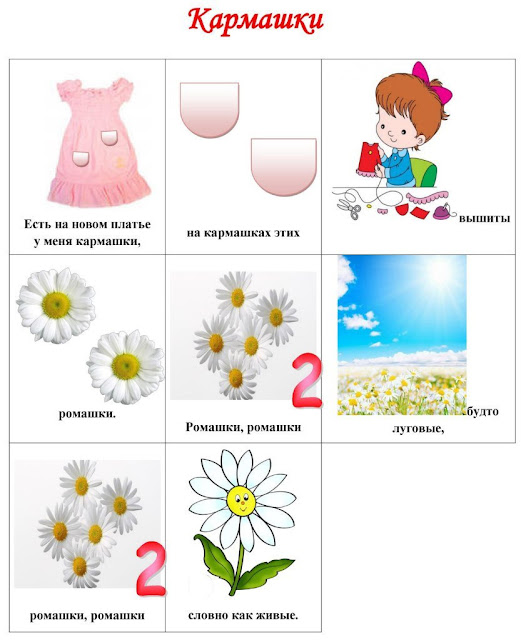 Кармашки
Есть на новом платье
у меня кармашки,
на кармашках этих
вышиты
ромашки.
2
Ромашки, ромашки
будто
луговые,
2
ромашки, ромашки
словно как живые.